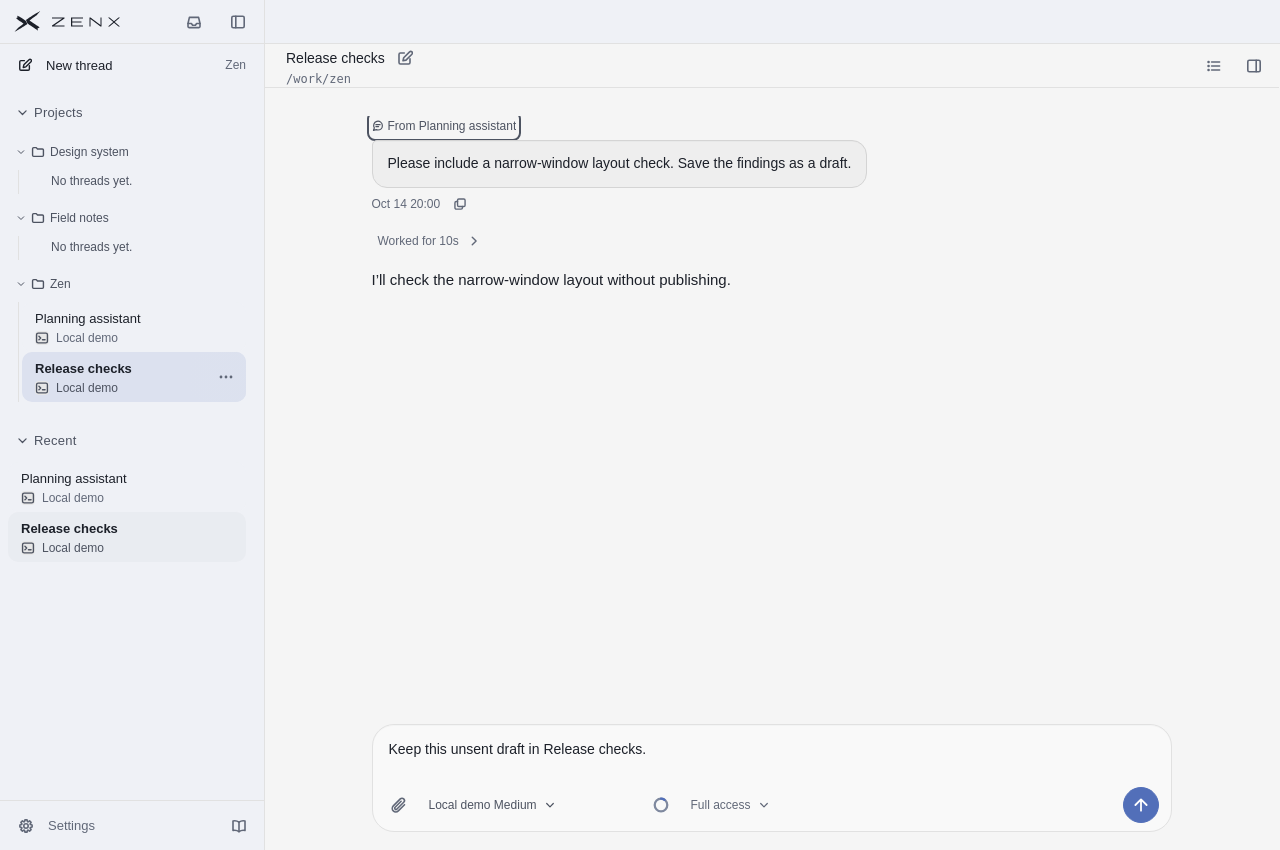 ZENX
New thread
Zen
Projects
Design system
No threads yet.
Field notes
No threads yet.
Zen
Planning assistant
Local demo
Release checks
Local demo
Recent
Planning assistant
Local demo
Release checks
Local demo
Settings
Release checks
/work/zen
From Planning assistant
Please include a narrow-window layout check. Save the findings as a draft.
Oct 14 20:00
Worked for 10s
I’ll check the narrow-window layout without publishing.
Keep this unsent draft in Release checks.
Local demo Medium
Full access